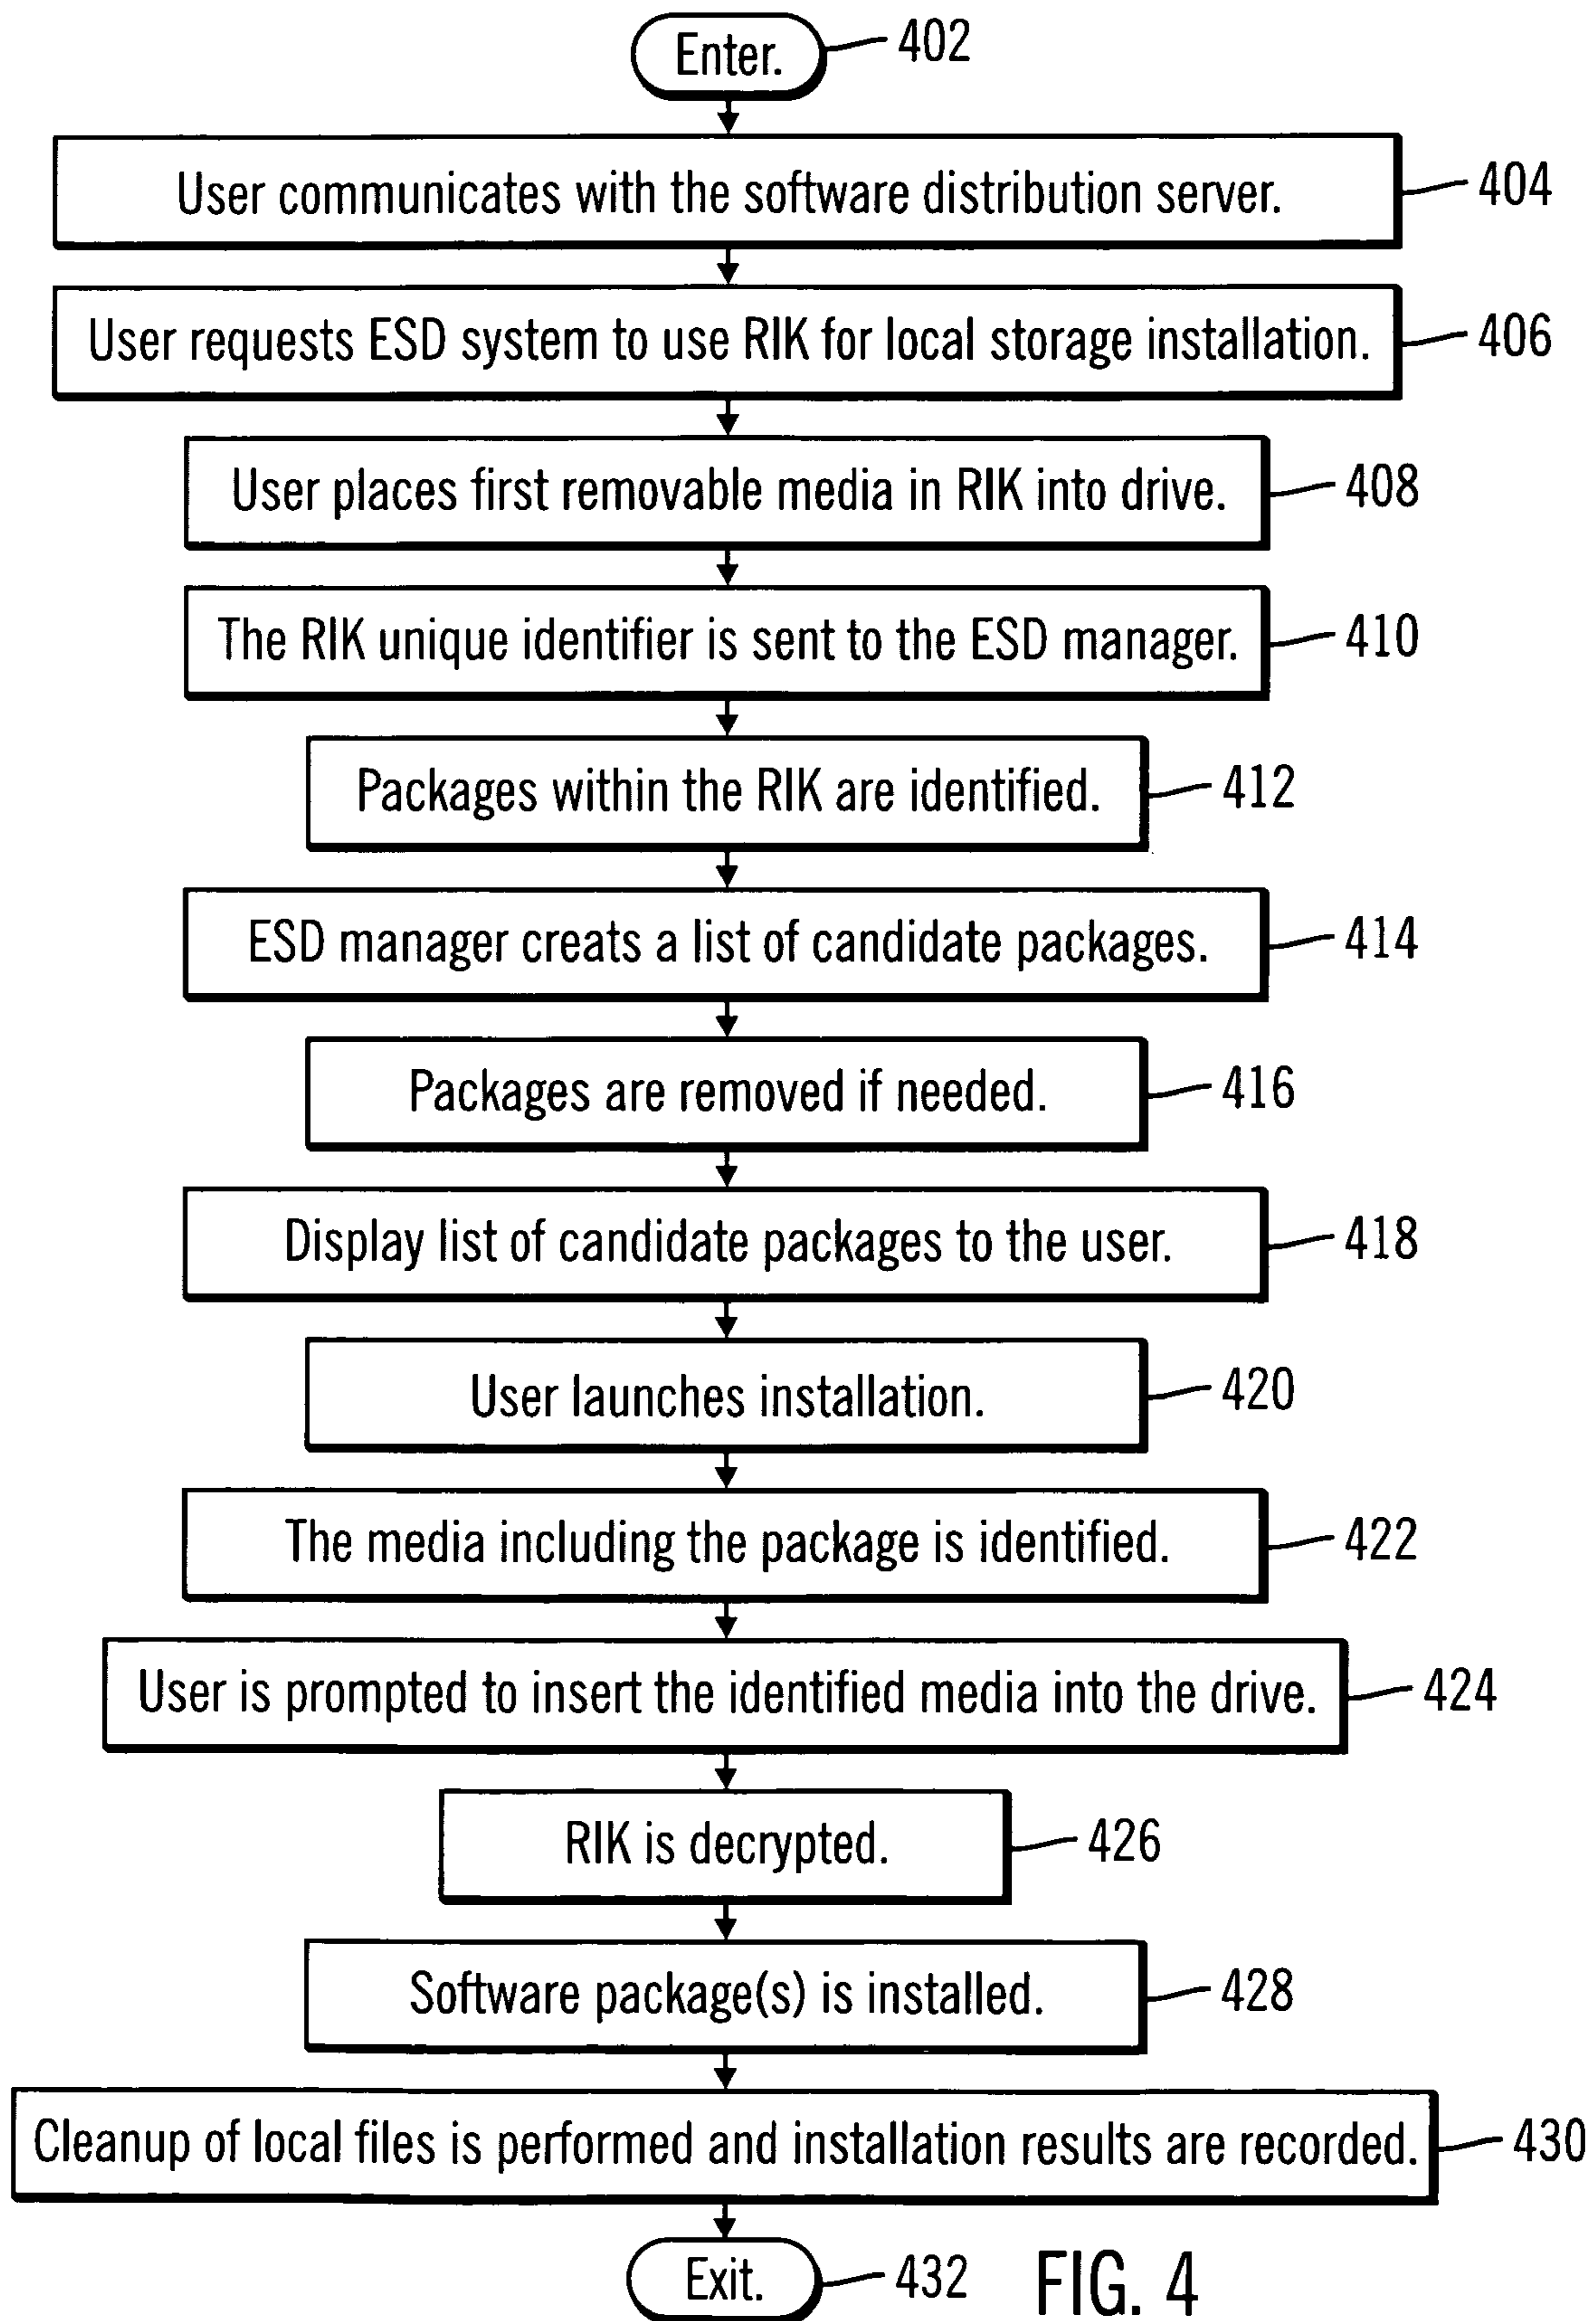 Enter.
402
User communicates with the software distribution server.
404
User requests ESD system to use RIK for local storage installation.
406
User places first removable media in RIK into drive.
408
The RIK unique identifier is sent to the ESD manager.
410
Packages within the RIK are identified.
412
ESD manager creats a list of candidate packages.
414
Packages are removed if needed.
416
Display list of candidate packages to the user.
418
User launches installation.
420
The media including the package is identified.
422
User is prompted to insert the identified media into the drive.
424
RIK is decrypted.
426
Software package(s) is installed.
428
Cleanup of local files is performed and installation results are recorded.
430
Exit.
432
FIG. 4